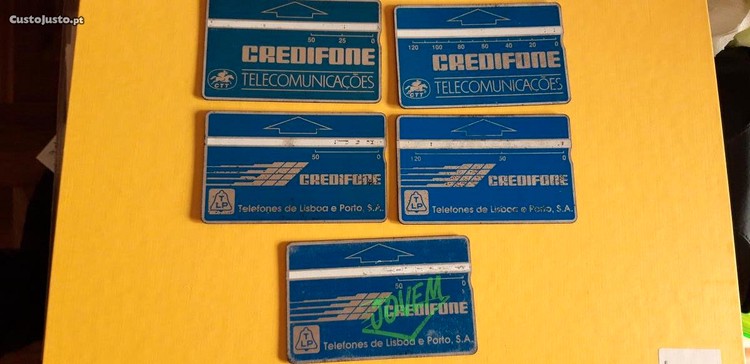 CustoJusto.pt
50 25 0
CREDIFONE
CTT
TELECOMUNICAÇÕES
120 100 80 60 40 20 0
CREDIFONE
CTT
TELECOMUNICAÇÕES
50 0
CREDIFONE
TLP
Telefones de Lisboa e Porto, S.A.
120 30 0
CREDIFONE
TLP
Telefones de Lisboa e Porto, S.A.
50 0
JOVEM
CREDIFONE
TLP
Telefones de Lisboa e Porto, S.A.